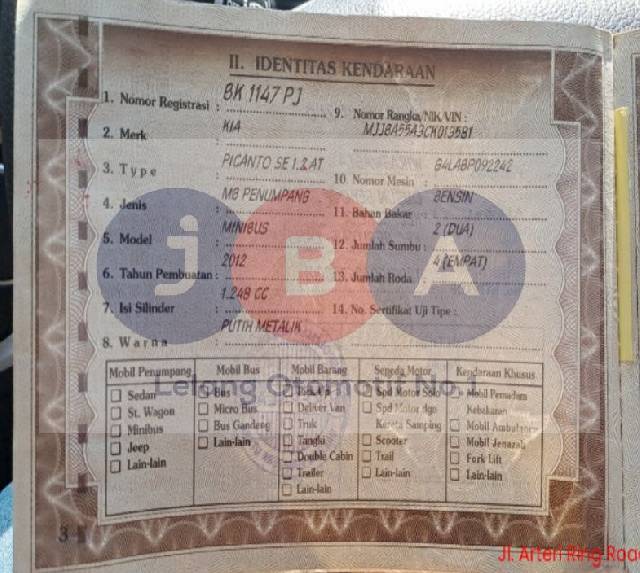 II. IDENTITAS KENDARAAN
1. Nomor Registrasi : BK 1147 PJ
2. Merk KIA
3. Type PICANTO SE 1.2 AT
4. Jenis MB PENUMPANG
5. Model MINIBUS
6. Tahun Pembuatan : 2012
7. Isi Silinder 1.248 CC
8. Warna PUTIH METALIK
9. Nomor Rangka/NIK/VIN :
10. Nomor Mesin : G4LABP092242
11. Bahan Bakar BENSIN
12. Jumlah Sumbu : 2 (DUA)
13. Jumlah Roda 4 (EMPAT)
14. No. Sertifikat Uji Tipe :
JBA
Lelang Otomotif No.1
Mobil Penumpang
Sedan
St. Wagon
Minibus
Jeep
Lain-lain
Mobil Bus
Bus
Micro Bus
Bus Gandeng
Lain-lain
Mobil Barang
Pick Up
Deliver Van
Truk
Tangki
Double Cabin
Trailer
Lain-lain
Sepeda Motor
Spd Motor Solo
Spd Motor dgn
Kereta Samping
Scooter
Trail
Lain-lain
Kendaraan Khusus
Mobil Pemadam
Kebakaran
Mobil Ambulance
Mobil Jenazah
Fork Lift
Lain-lain
3
Jl. Arteri Ring Road